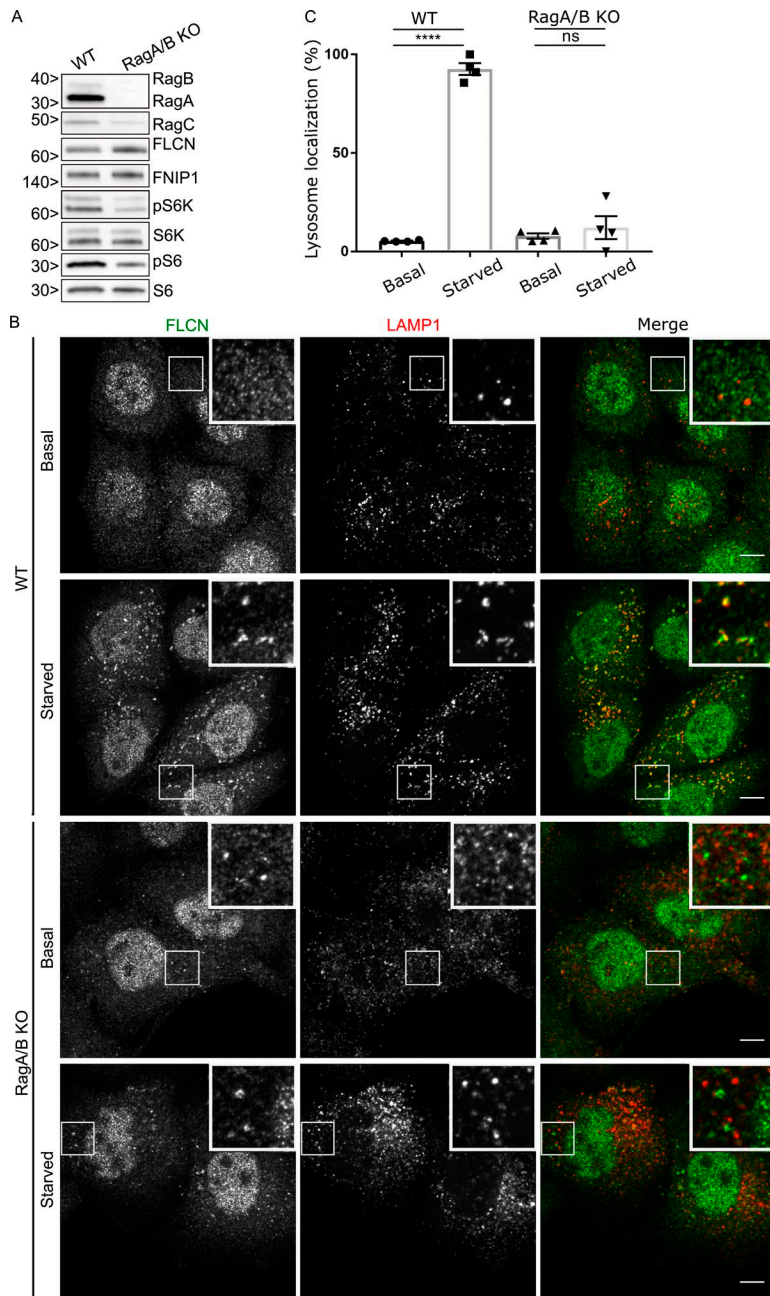 A
WT
RagA/B KO
40>
RagB
30>
RagA
50>
RagC
60>
FLCN
140>
FNIP1
60>
pS6K
60>
S6K
30>
pS6
30>
S6
C
WT
RagA/B KO
****
ns
Lysosome localization (%)
100
50
0
Basal
Starved
Basal
Starved
B
FLCN
LAMP1
Merge
WT
Basal
Starved
RagA/B KO
Basal
Starved